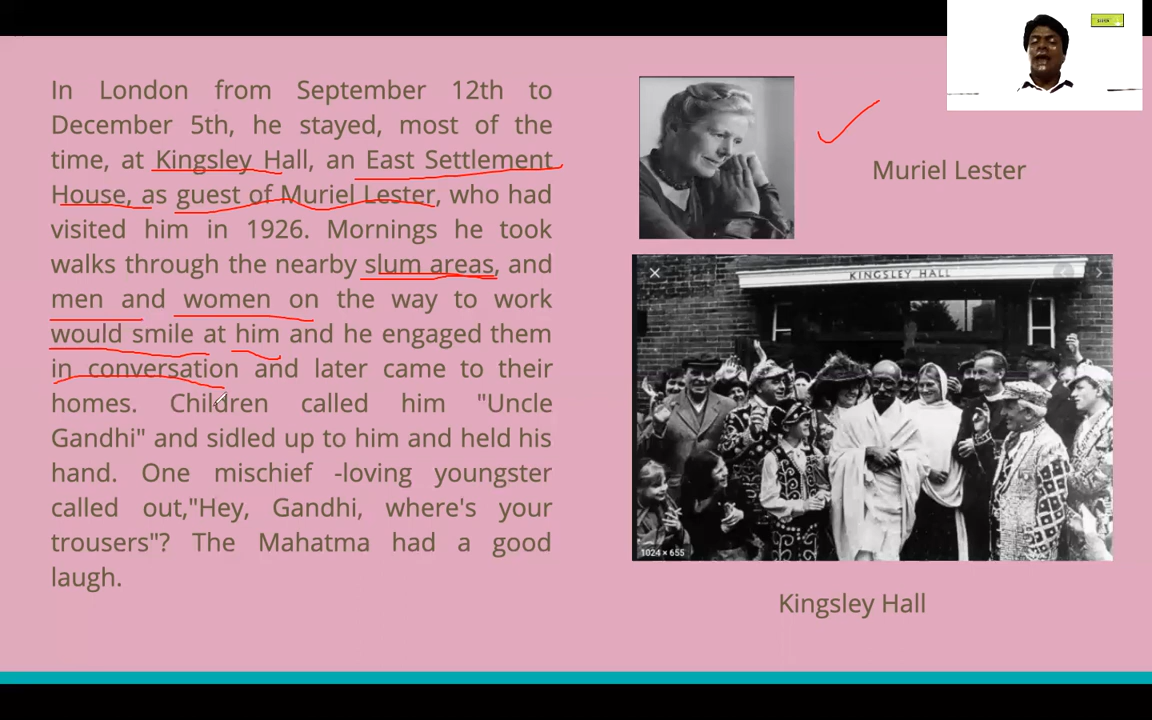 In London from September 12th to
December 5th, he stayed, most of the
time, at Kingsley Hall, an East Settlement
House, as guest of Muriel Lester, who had
visited him in 1926. Mornings he took
walks through the nearby slum areas, and
men and women on the way to work
would smile at him and he engaged them
in conversation and later came to their
homes. Children called him "Uncle
Gandhi" and sidled up to him and held his
hand. One mischief -loving youngster
called out,"Hey, Gandhi, where's your
trousers"? The Mahatma had a good
laugh.
Muriel Lester
KINGSLEY HALL
1024 × 655
Kingsley Hall